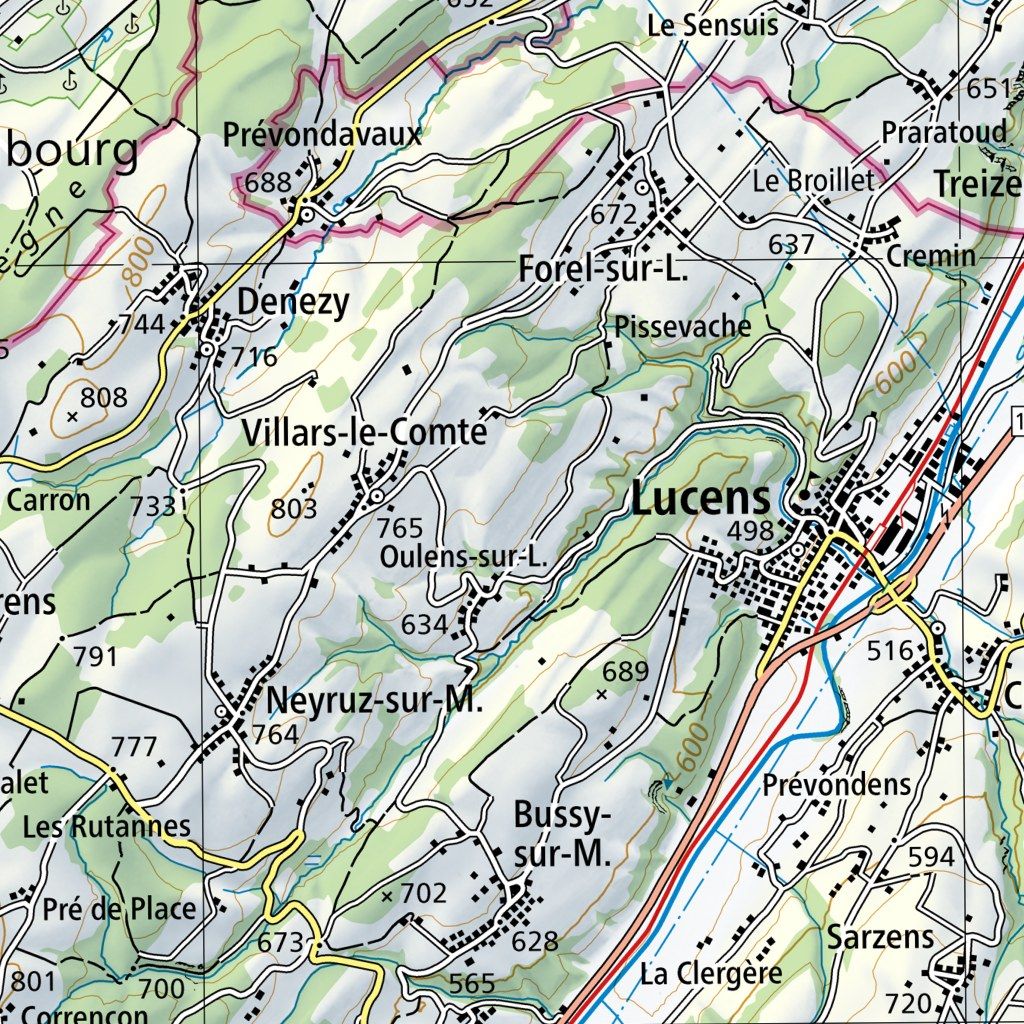 652
Le Sensuis
651
Prévondavaux
Praratoud
bourg
688
Le Broillet
Treize
672
637
Cremin
800
Forel-sur-L.
Denezy
744
Pissevache
716
600
808
1
Villars-le-Comte
Carron
733
803
Lucens
765
498
Oulens-sur-L.
rens
634
516
791
689
Neyruz-sur-M.
C
764
600
777
alet
Prévondens
Les Rutannes
Bussy-
sur-M.
594
702
Pré de Place
673
628
Sarzens
801
700
565
La Clergère
720
Correncon